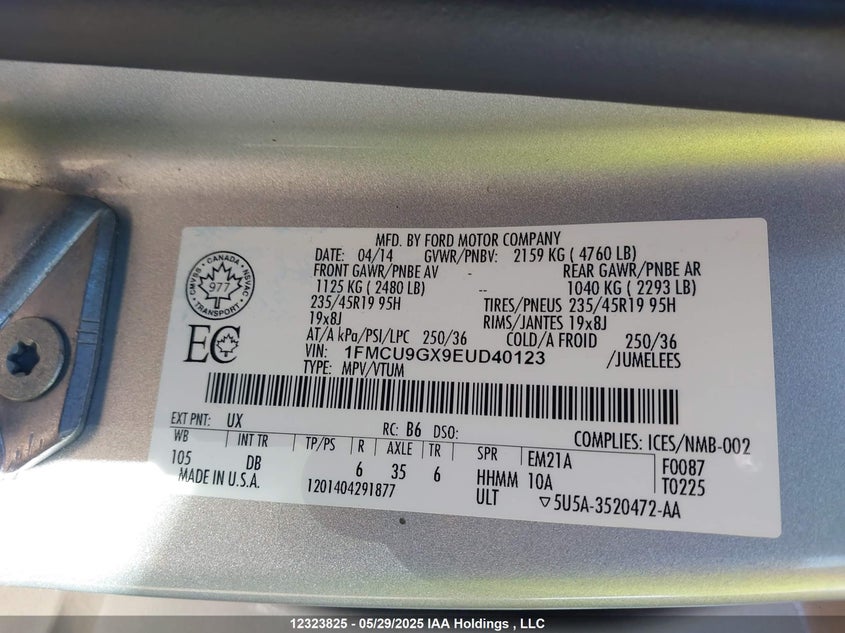 MFD. BY FORD MOTOR COMPANY
DATE: 04/14 GVWR/PNBV: 2159 KG ( 4760 LB)
FRONT GAWR/PNBE AV REAR GAWR/PNBE AR
1125 KG ( 2480 LB) -- 1040 KG ( 2293 LB)
235/45R19 95H TIRES/PNEUS 235/45R19 95H
19x8J RIMS/JANTES 19x8J
AT/A kPa/PSI/LPC 250/36 COLD/A FROID 250/36
VIN: 1FMCU9GX9EUD40123 /JUMELEES
TYPE: MPV/VTUM
CANADA
CMVSS NSVAC
977
TRANSPORT
EC
EXT PNT: UX RC: B6 DSO: COMPLIES: ICES/NMB-002
WB INT TR TP/PS R AXLE TR SPR EM21A F0087
105 DB 6 35 6 HHMM 10A T0225
MADE IN U.S.A. 1201404291877 ULT ▽5U5A-3520472-AA
12323825 - 05/29/2025 IAA Holdings , LLC